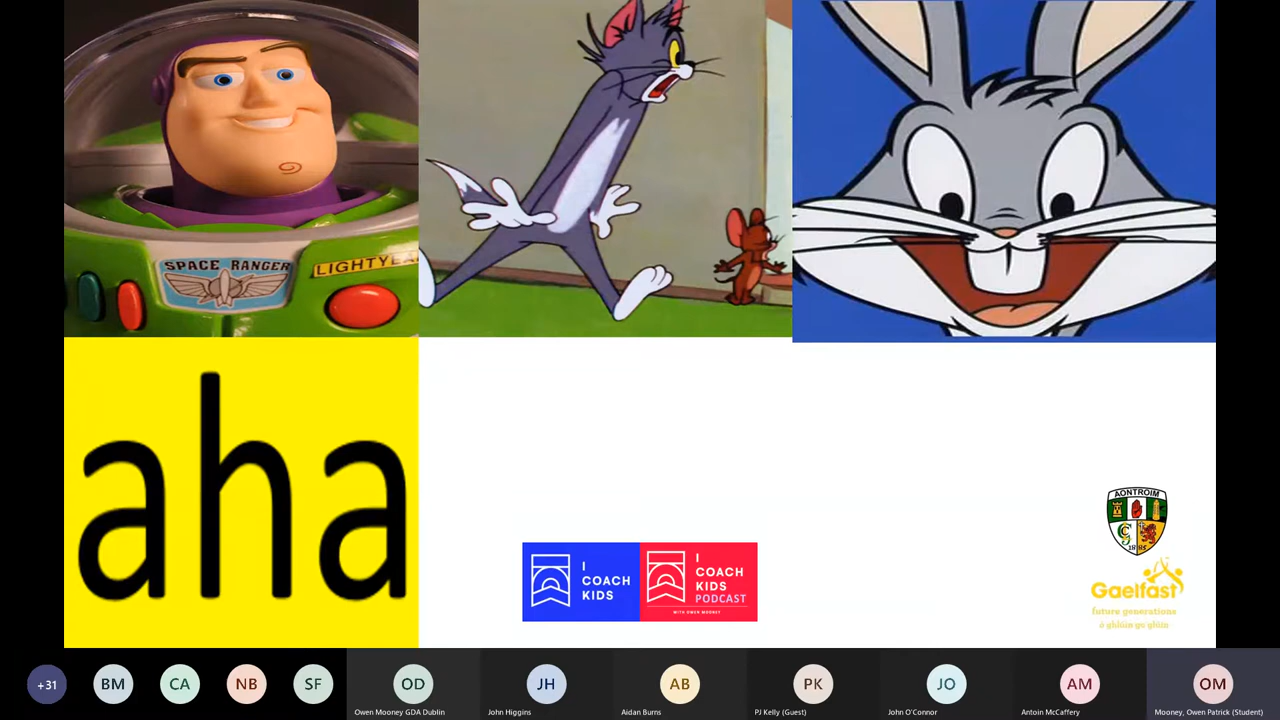 SPACE RANGER
LIGHTYEA
aha
I
COACH
KIDS
I
COACH
KIDS
PODCAST
WITH OWEN MOONEY
AONTROIM
Gaelfast
future generations
ó ghlúin go glúin
+31
BM
CA
NB
SF
OD
JH
AB
PK
JO
AM
OM
Owen Mooney GDA Dublin
John Higgins
Aidan Burns
PJ Kelly (Guest)
John O'Connor
Antoin McCaffery
Mooney, Owen Patrick (Student)